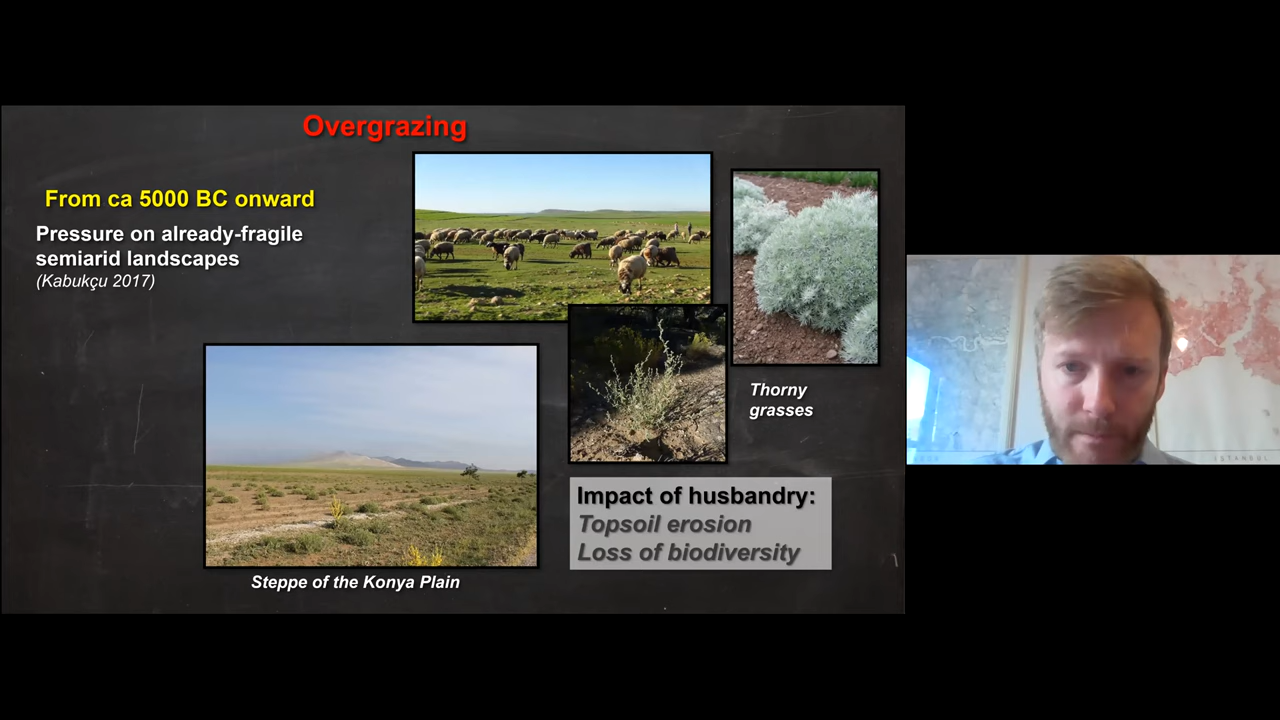 Overgrazing
From ca 5000 BC onward
Pressure on already-fragile
semiarid landscapes
(Kabukçu 2017)
Thorny
grasses
Impact of husbandry:
Topsoil erosion
Loss of biodiversity
Steppe of the Konya Plain
ISTANBUL